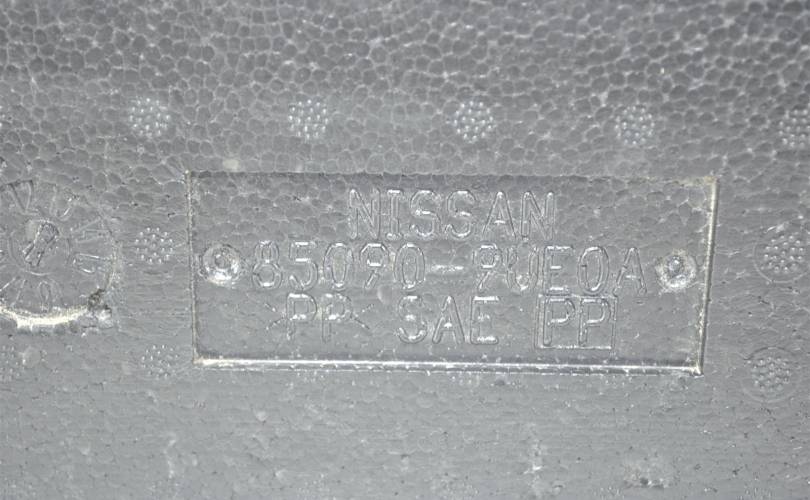 NISSAN
85090-9UE0A
>PP< SAE PP